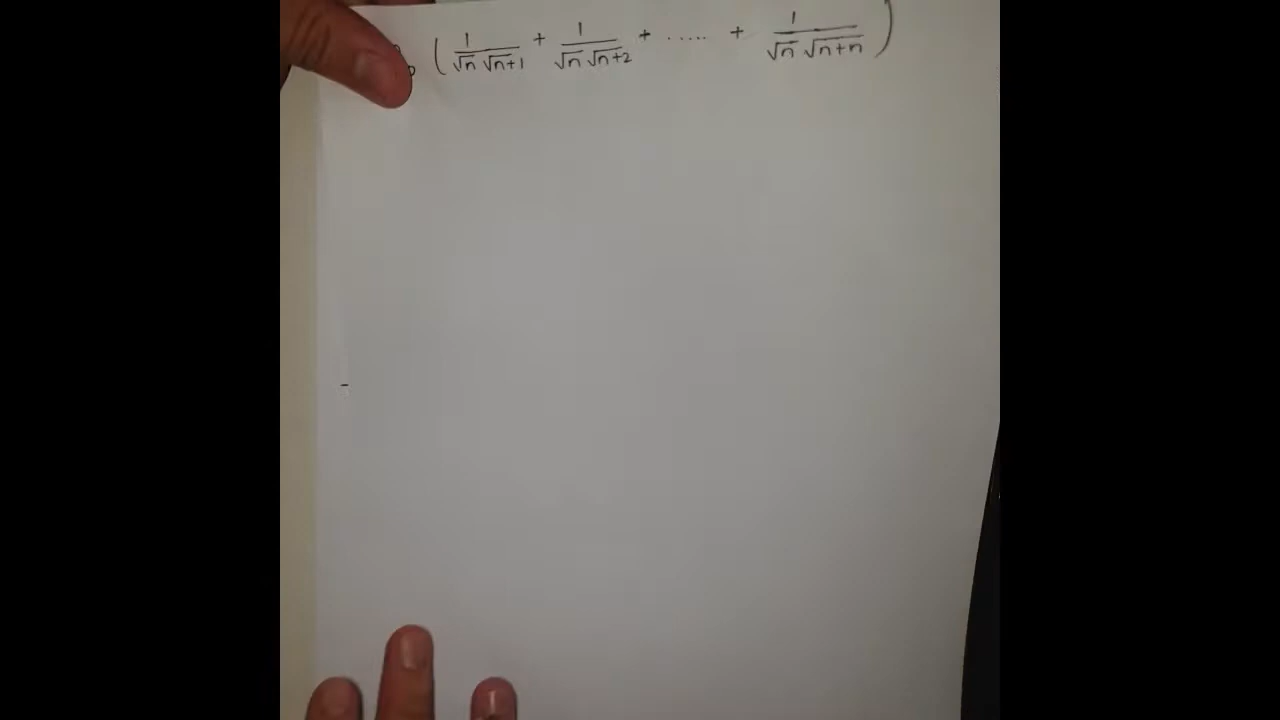 ( 1/(√n √n+1) + 1/(√n √n+2) + ..... + 1/(√n √n+n) )